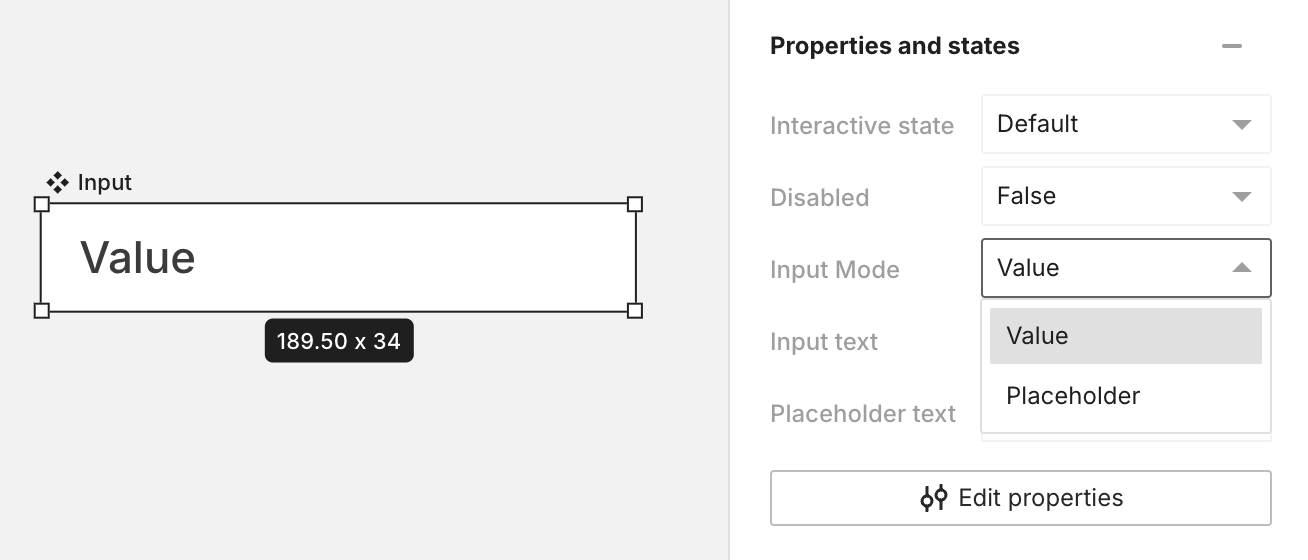 Input
Value
189.50 x 34
Properties and states
Interactive state Default
Disabled False
Input Mode Value
Value
Input text
Placeholder
Placeholder text
Edit properties